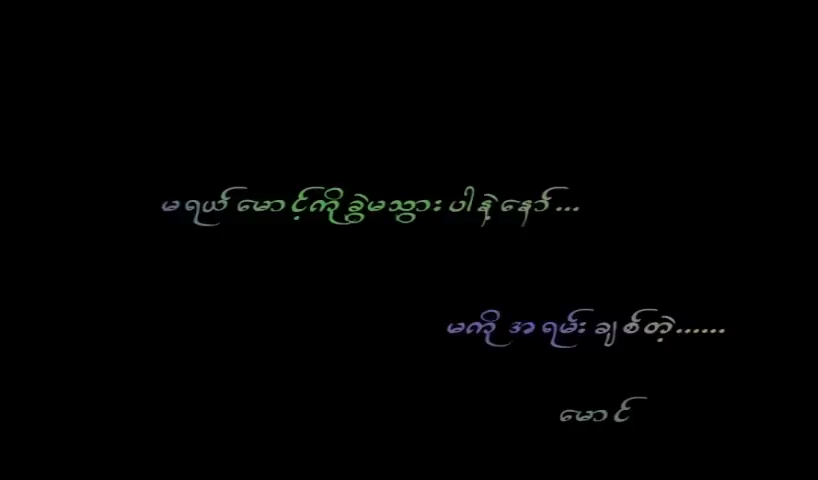 မရယ် မောင့်ကို ခွဲမသွားပါနဲ့နော်...
မကို အရမ်းချစ်တဲ့......
မောင်